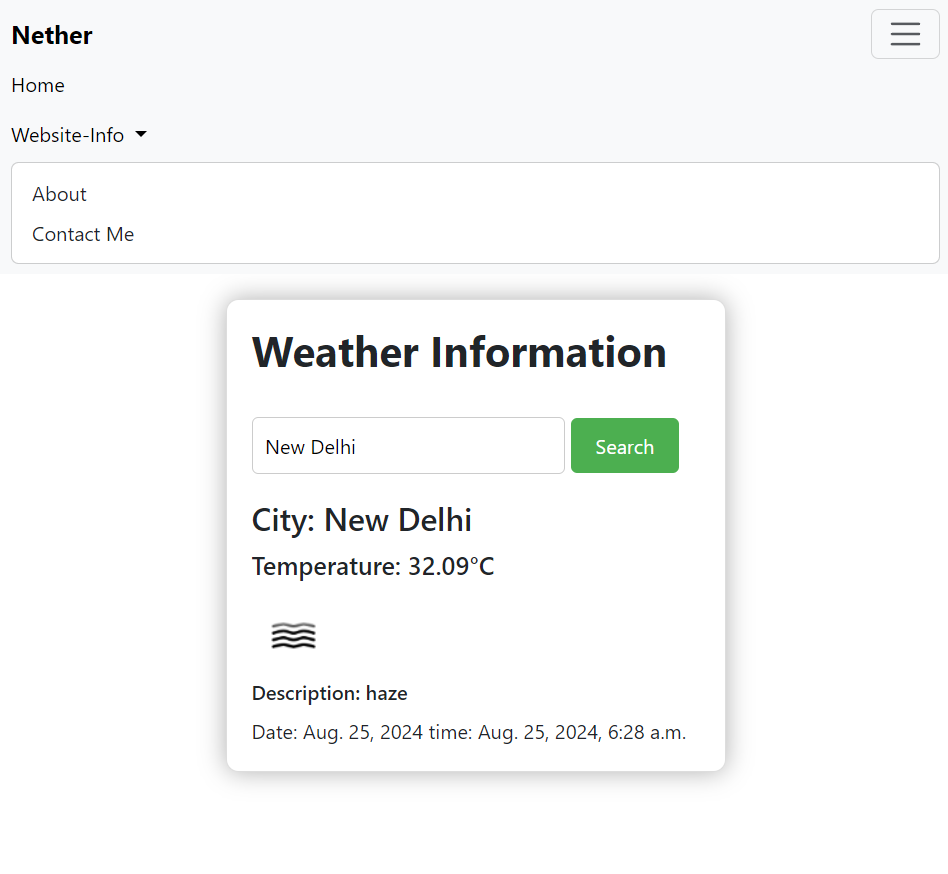 Nether
Home
Website-Info
About
Contact Me
Weather Information
New Delhi Search
City: New Delhi
Temperature: 32.09°C
Description: haze
Date: Aug. 25, 2024 time: Aug. 25, 2024, 6:28 a.m.